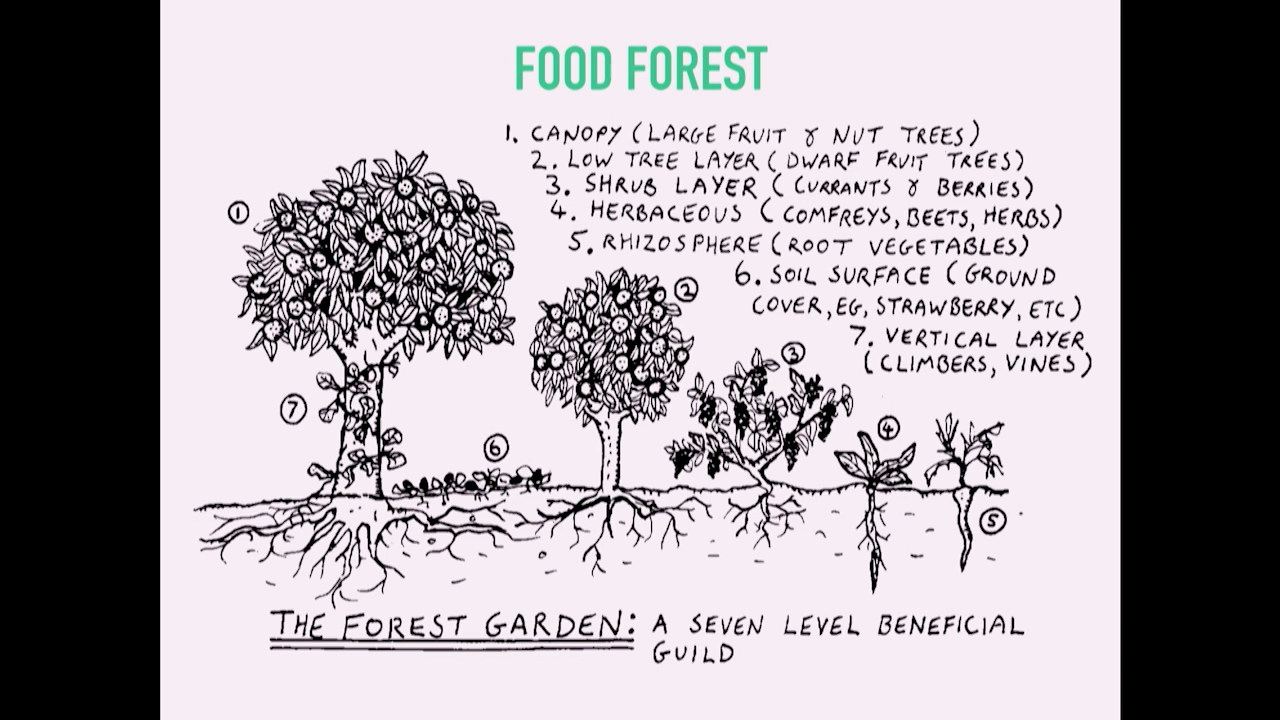 FOOD FOREST
1. CANOPY (LARGE FRUIT & NUT TREES)
2. LOW TREE LAYER (DWARF FRUIT TREES)
3. SHRUB LAYER (CURRANTS & BERRIES)
4. HERBACEOUS (COMFREYS, BEETS, HERBS)
5. RHIZOSPHERE (ROOT VEGETABLES)
6. SOIL SURFACE (GROUND
COVER, EG, STRAWBERRY, ETC)
7. VERTICAL LAYER
(CLIMBERS, VINES)
1
2
3
7
4
6
5
THE FOREST GARDEN: A SEVEN LEVEL BENEFICIAL
GUILD